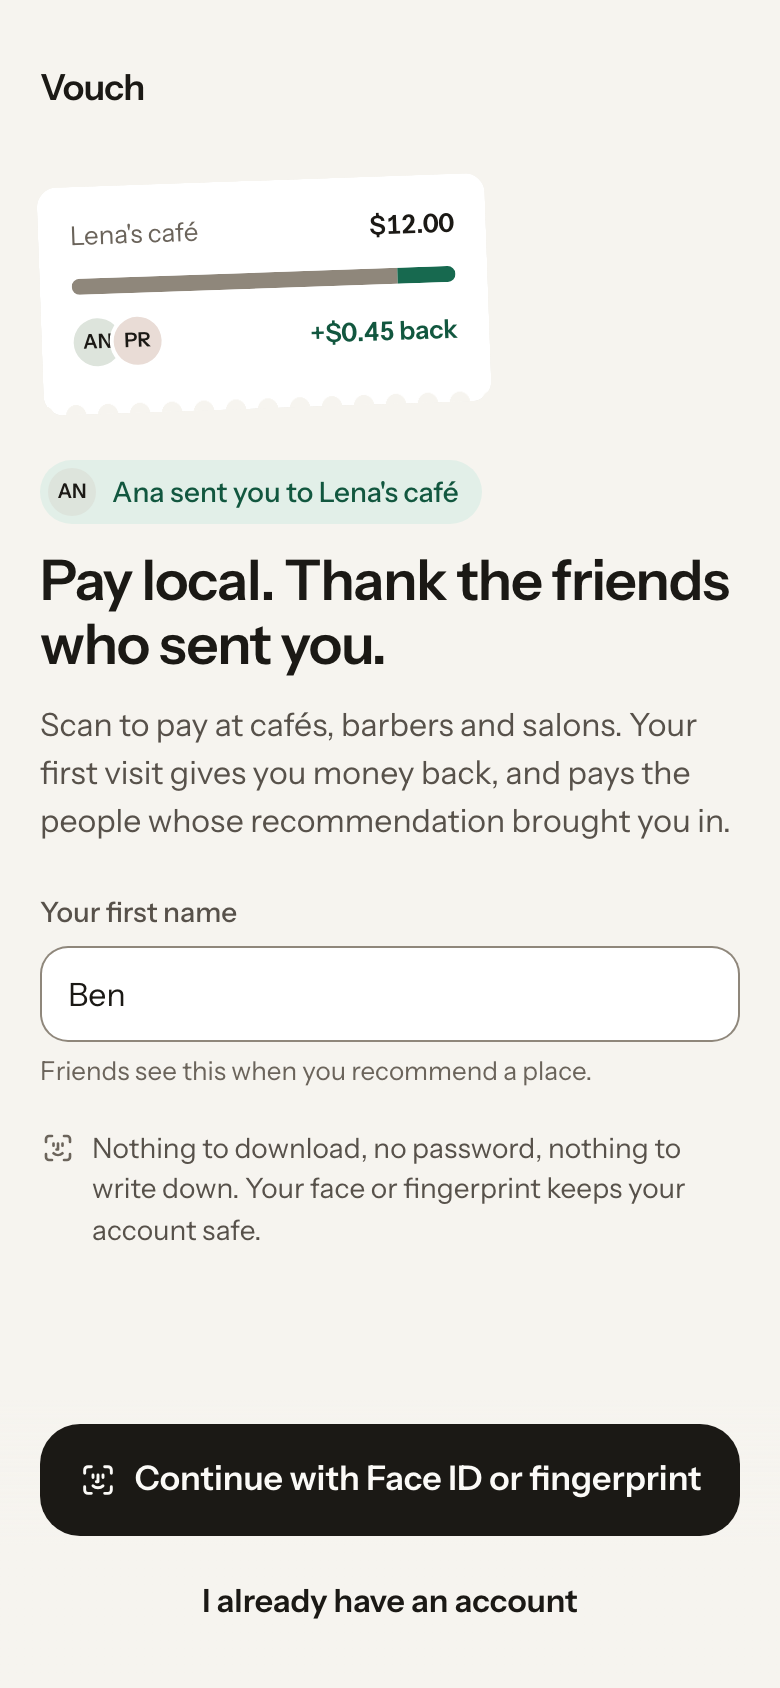 Vouch
Lena's café
$12.00
AN
PR
+$0.45 back
AN
Ana sent you to Lena's café
Pay local. Thank the friends
who sent you.
Scan to pay at cafés, barbers and salons. Your
first visit gives you money back, and pays the
people whose recommendation brought you in.
Your first name
Ben
Friends see this when you recommend a place.
Nothing to download, no password, nothing to
write down. Your face or fingerprint keeps your
account safe.
Continue with Face ID or fingerprint
I already have an account